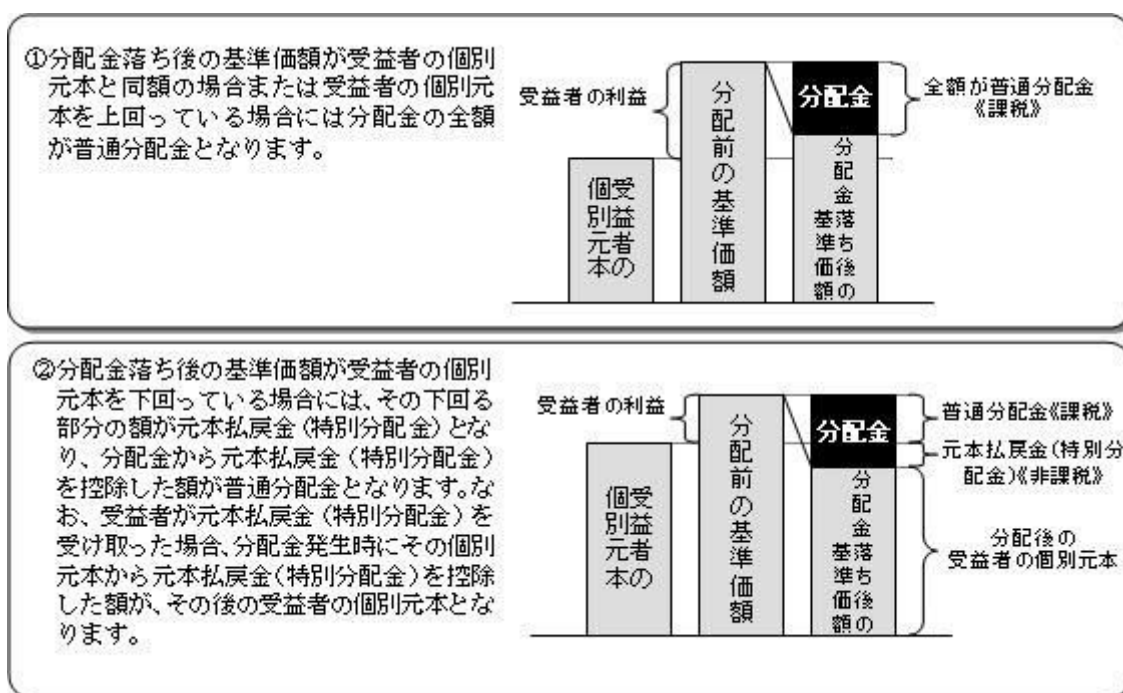 ①分配金落ち後の基準価額が受益者の個別
元本と同額の場合または受益者の個別元
本を上回っている場合には分配金の全額
が普通分配金となります。
受益者の利益
受益者の
個別元本
分配前の基準価額
分配金
分配金落ち後の
基準価額
全額が普通分配金
《課税》
②分配金落ち後の基準価額が受益者の個別
元本を下回っている場合には、その下回る
部分の額が元本払戻金(特別分配金)とな
り、分配金から元本払戻金(特別分配金)
を控除した額が普通分配金となります。な
お、受益者が元本払戻金(特別分配金)を
受け取った場合、分配金発生時にその個別
元本から元本払戻金(特別分配金)を控除
した額が、その後の受益者の個別元本とな
ります。
受益者の利益
受益者の
個別元本
分配前の基準価額
分配金
分配金落ち後の
基準価額
普通分配金《課税》
元本払戻金(特別分
配金)《非課税》
分配後の
受益者の個別元本